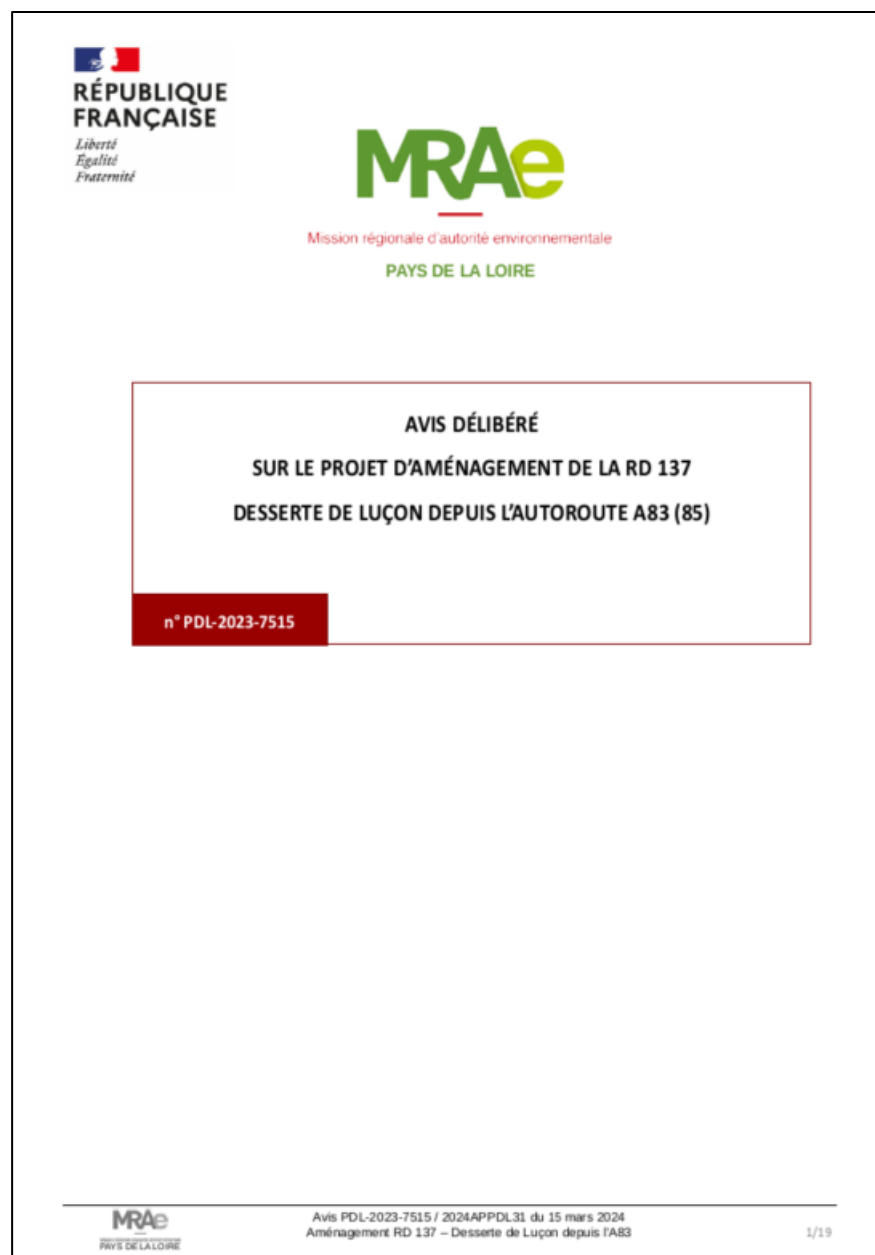 RÉPUBLIQUE
FRANÇAISE
Liberté
Égalité
Fraternité
MRAe
Mission régionale d'autorité environnementale
PAYS DE LA LOIRE
AVIS DÉLIBÉRÉ
SUR LE PROJET D'AMÉNAGEMENT DE LA RD 137
DESSERTE DE LUÇON DEPUIS L'AUTOROUTE A83 (85)
n° PDL-2023-7515
MRAe
PAYS DE LA LOIRE
Avis PDL-2023-7515 / 2024APPDL31 du 15 mars 2024
Aménagement RD 137 – Desserte de Luçon depuis l'A83
1/19